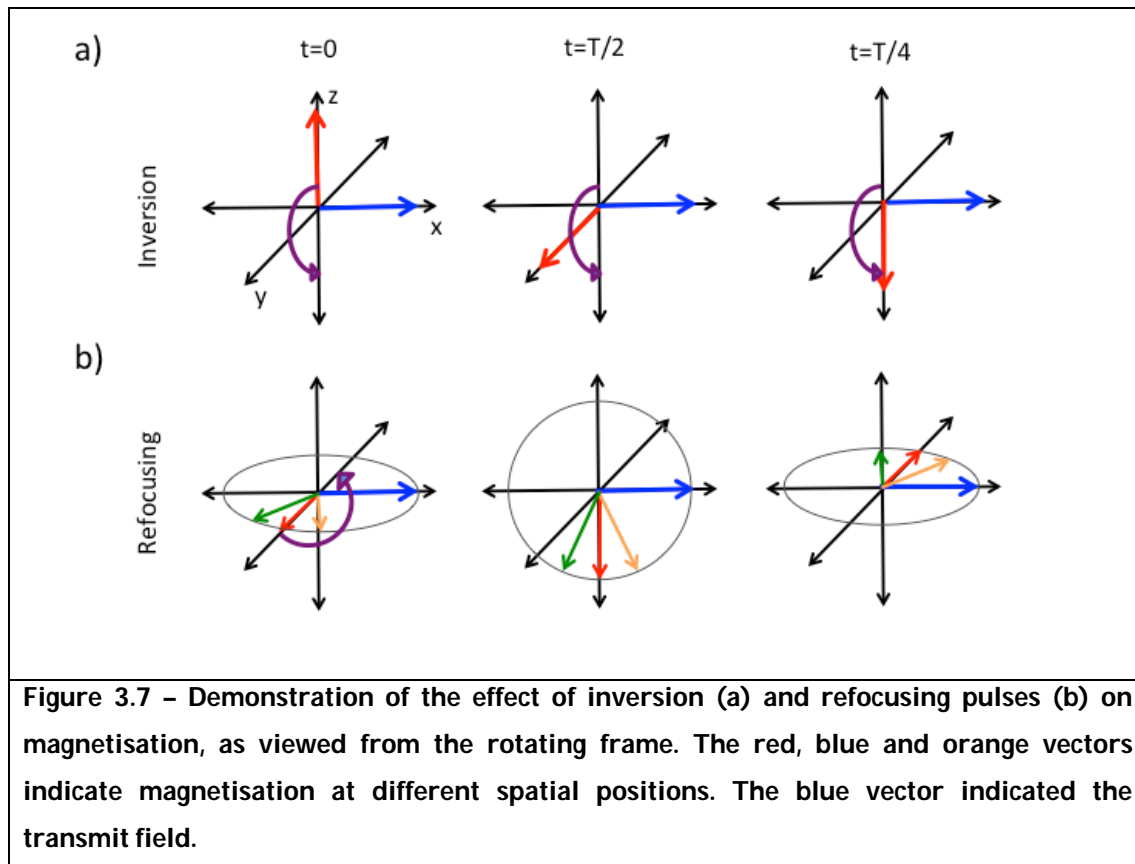 a)
t=0
t=T/2
t=T/4
z
Inversion
x
y
b)
Refocusing
Figure 3.7 – Demonstration of the effect of inversion (a) and refocusing pulses (b) on
magnetisation, as viewed from the rotating frame. The red, blue and orange vectors
indicate magnetisation at different spatial positions. The blue vector indicated the
transmit field.